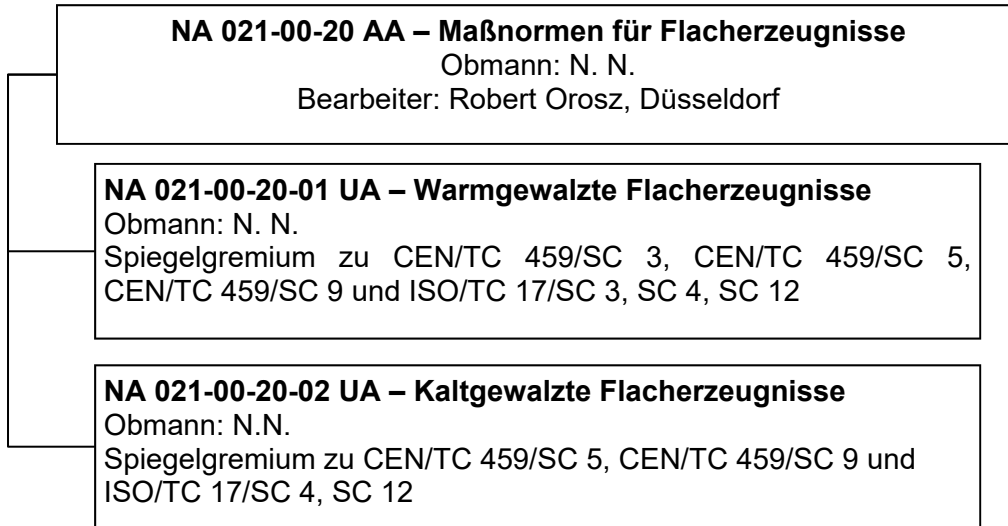 NA 021-00-20 AA – Maßnormen für Flacherzeugnisse
Obmann: N. N.
Bearbeiter: Robert Orosz, Düsseldorf
NA 021-00-20-01 UA – Warmgewalzte Flacherzeugnisse
Obmann: N. N.
Spiegelgremium zu CEN/TC 459/SC 3, CEN/TC 459/SC 5,
CEN/TC 459/SC 9 und ISO/TC 17/SC 3, SC 4, SC 12
NA 021-00-20-02 UA – Kaltgewalzte Flacherzeugnisse
Obmann: N.N.
Spiegelgremium zu CEN/TC 459/SC 5, CEN/TC 459/SC 9 und
ISO/TC 17/SC 4, SC 12